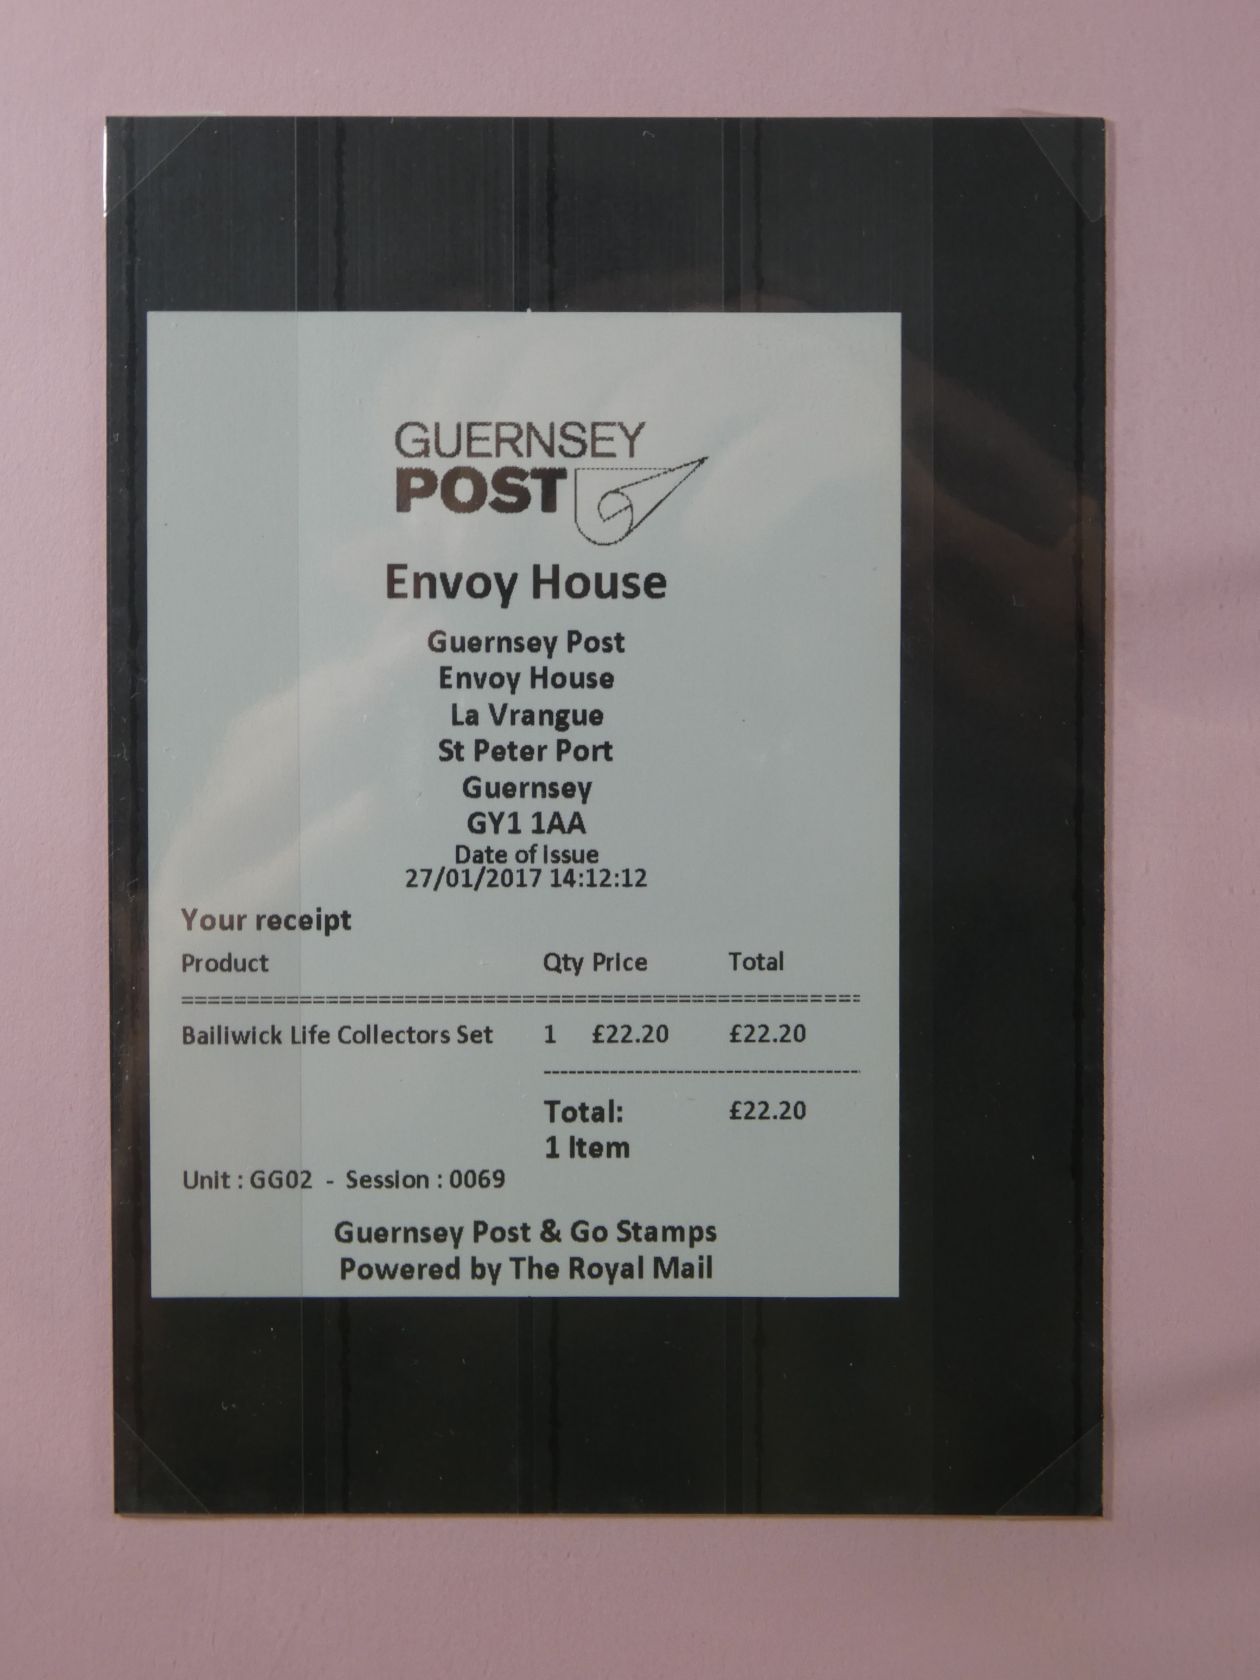 GUERNSEY
POST
Envoy House
Guernsey Post
Envoy House
La Vrangue
St Peter Port
Guernsey
GY1 1AA
Date of Issue
27/01/2017 14:12:12
Your receipt
Product Qty Price Total
====================================================
Bailiwick Life Collectors Set 1 £22.20 £22.20
----------------------------------------
Total: £22.20
1 Item
Unit : GG02 - Session : 0069
Guernsey Post & Go Stamps
Powered by The Royal Mail